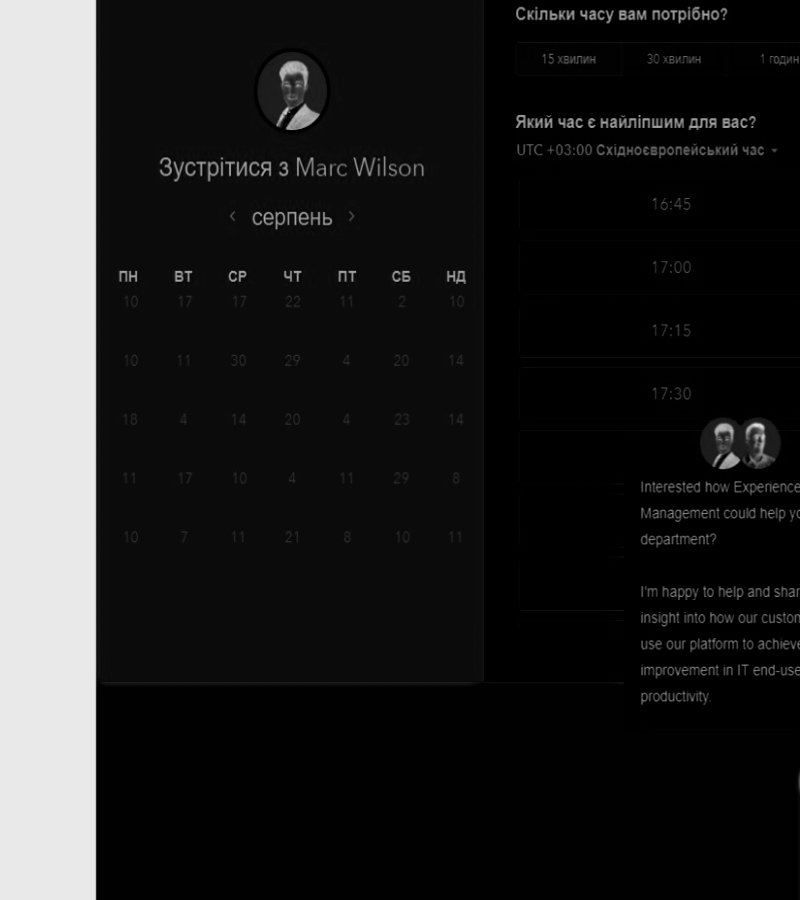 Зустрітися з Marc Wilson
серпень
ПН ВТ СР ЧТ ПТ СБ НД
10 17 17 22 11 2 10
10 11 30 29 4 20 14
18 4 14 20 4 23 14
11 17 10 4 11 29 8
10 7 11 21 8 10 11
Скільки часу вам потрібно?
15 хвилин 30 хвилин 1 годин
Який час є найліпшим для вас?
UTC +03:00 Східноєвропейський час
16:45
17:00
17:15
17:30
Interested how Experience
Management could help yo
department?
I'm happy to help and shar
insight into how our custom
use our platform to achieve
improvement in IT end-use
productivity.